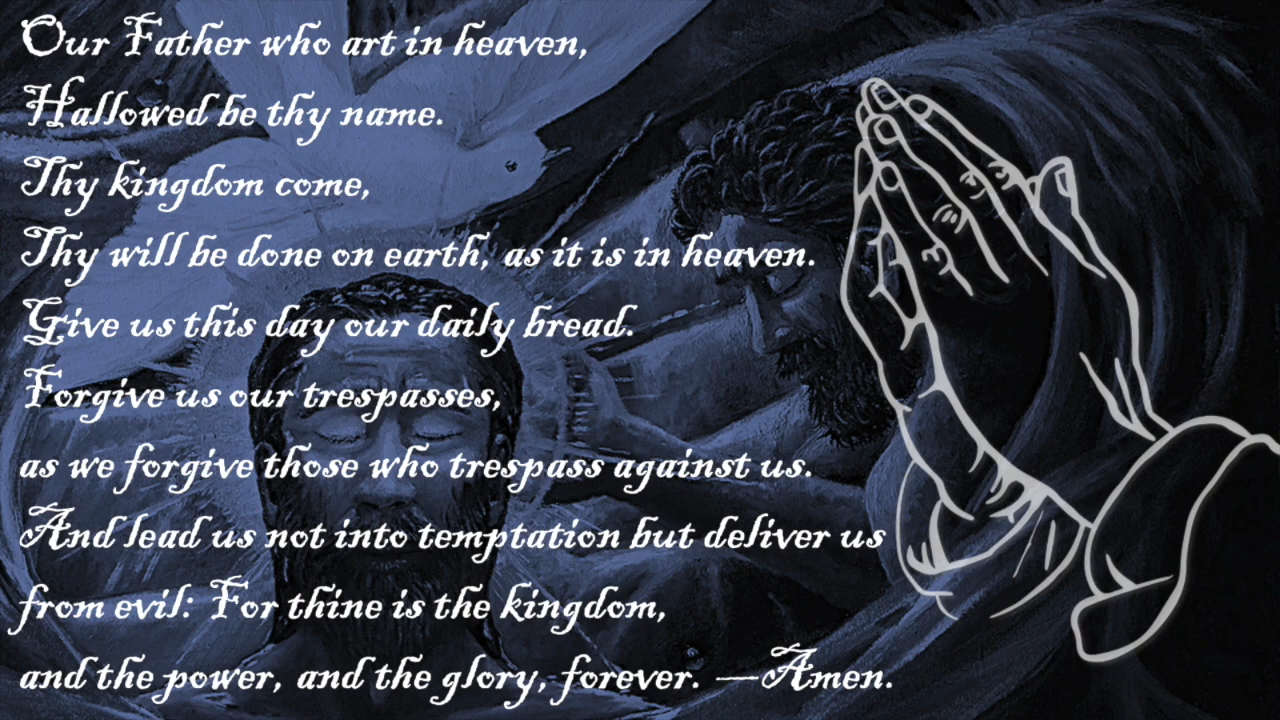 Our Father who art in heaven,
Hallowed be thy name.
Thy kingdom come,
Thy will be done on earth, as it is in heaven.
Give us this day our daily bread.
Forgive us our trespasses,
as we forgive those who trespass against us.
And lead us not into temptation but deliver us
from evil: For thine is the kingdom,
and the power, and the glory, forever. —Amen.